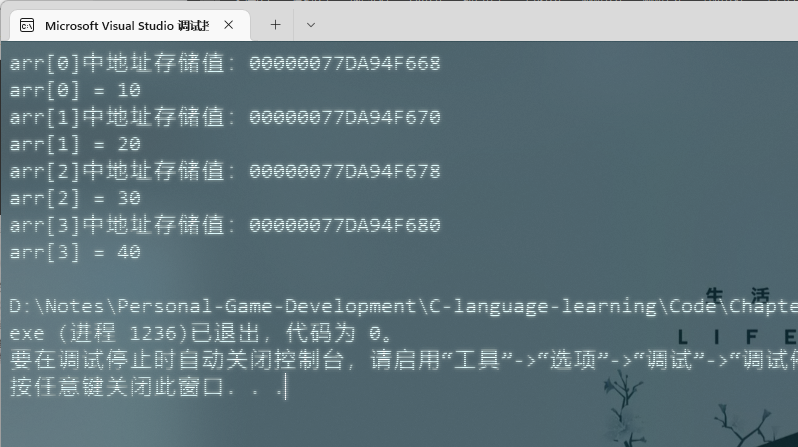 Microsoft Visual Studio 调试
arr[0]中地址存储值：00000077DA94F668
arr[0] = 10
arr[1]中地址存储值：00000077DA94F670
arr[1] = 20
arr[2]中地址存储值：00000077DA94F678
arr[2] = 30
arr[3]中地址存储值：00000077DA94F680
arr[3] = 40
生 活
D:\Notes\Personal-Game-Development\C-language-learning\Code\Chapte
exe (进程 1236)已退出，代码为 0。
L I F E
要在调试停止时自动关闭控制台，请启用“工具”->“选项”->“调试”->“调试停
按任意键关闭此窗口. . .